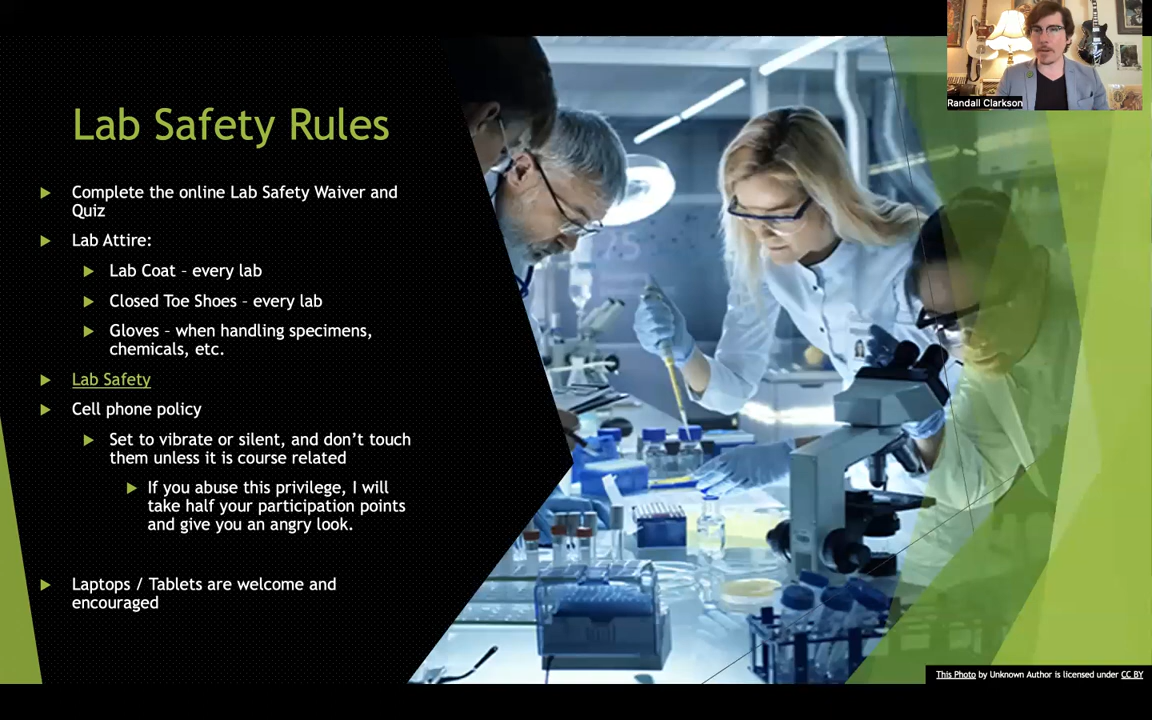 Randall Clarkson
Lab Safety Rules
Complete the online Lab Safety Waiver and
Quiz
Lab Attire:
Lab Coat – every lab
Closed Toe Shoes – every lab
Gloves – when handling specimens,
chemicals, etc.
Lab Safety
Cell phone policy
Set to vibrate or silent, and don’t touch
them unless it is course related
If you abuse this privilege, I will
take half your participation points
and give you an angry look.
Laptops / Tablets are welcome and
encouraged
This Photo by Unknown Author is licensed under CC BY